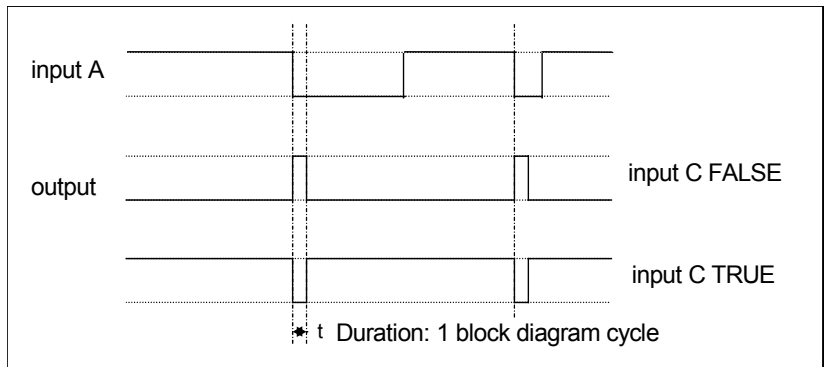 input A
output
input C FALSE
input C TRUE
t Duration: 1 block diagram cycle